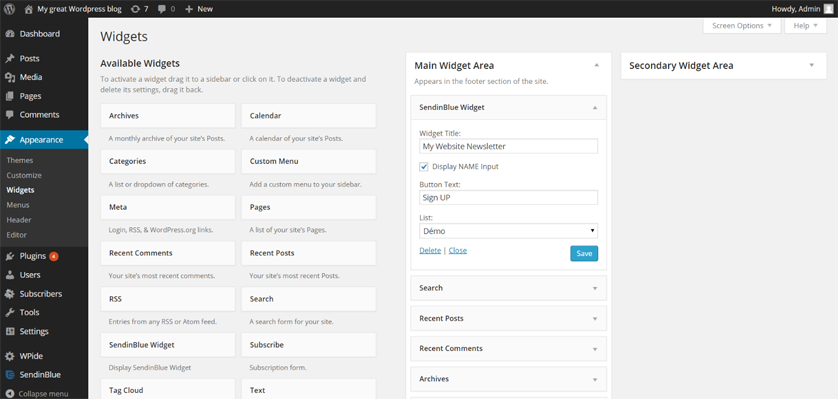 My great Wordpress blog 7 0 New Howdy, Admin
Screen Options Help
Dashboard
Posts
Media
Pages
Comments
Appearance
Themes
Customize
Widgets
Menus
Header
Editor
Plugins 4
Users
Subscribers
Tools
Settings
WPide
SendinBlue
Collapse menu
Widgets
Available Widgets
To activate a widget drag it to a sidebar or click on it. To deactivate a widget and
delete its settings, drag it back.
Archives Calendar
A monthly archive of your site's Posts. A calendar of your site's Posts.
Categories Custom Menu
A list or dropdown of categories. Add a custom menu to your sidebar.
Meta Pages
Login, RSS, & WordPress.org links. A list of your site's Pages.
Recent Comments Recent Posts
Your site's most recent comments. Your site's most recent Posts.
RSS Search
Entries from any RSS or Atom feed. A search form for your site.
SendinBlue Widget Subscribe
Display SendinBlue Widget Subscription form.
Tag Cloud Text
Main Widget Area
Appears in the footer section of the site.
SendinBlue Widget
Widget Title:
My Website Newsletter
Display NAME Input
Button Text:
Sign UP
List:
Démo
Delete | Close Save
Search
Recent Posts
Recent Comments
Archives
Secondary Widget Area